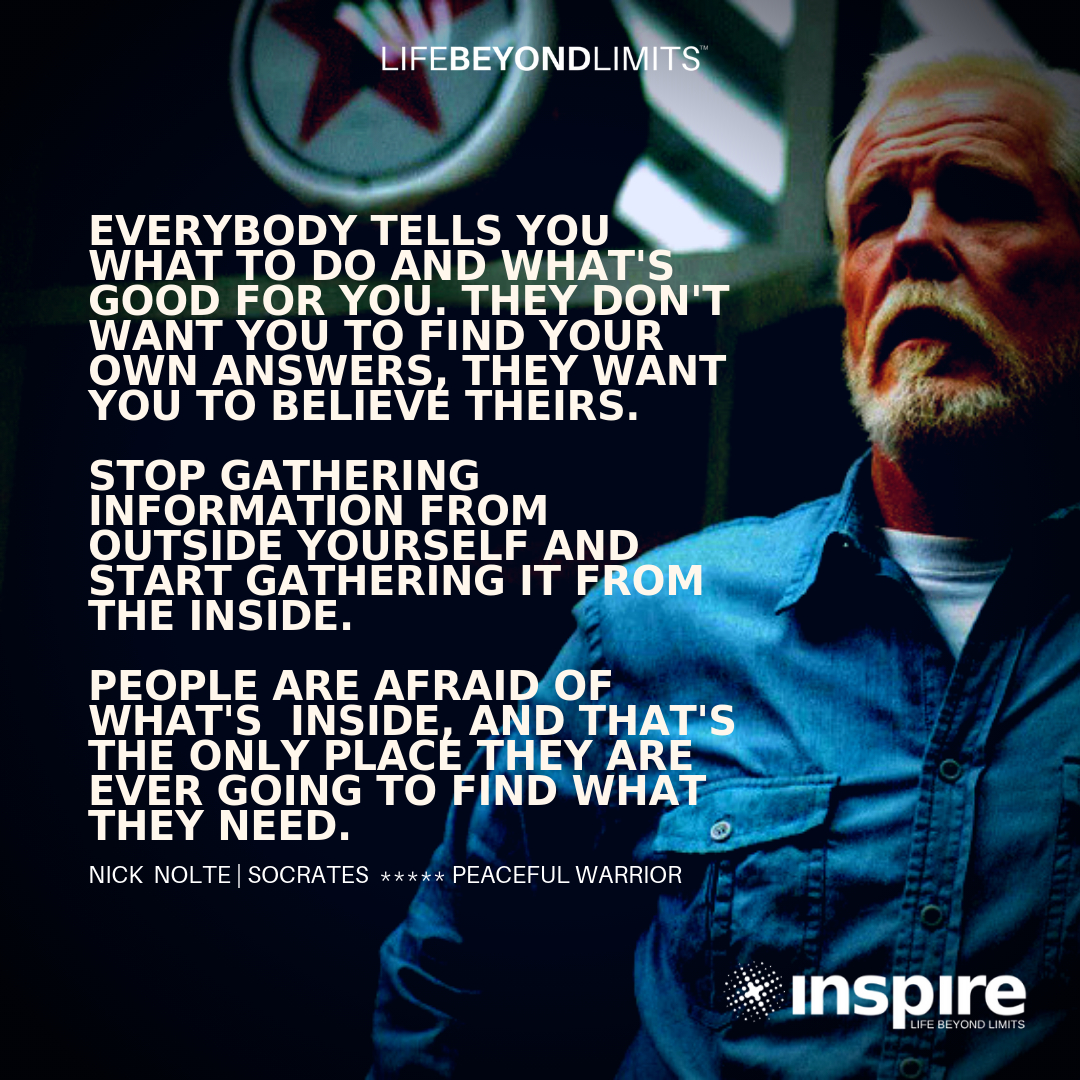 LIFEBEYONDLIMITS™
EVERYBODY TELLS YOU
WHAT TO DO AND WHAT'S
GOOD FOR YOU. THEY DON'T
WANT YOU TO FIND YOUR
OWN ANSWERS, THEY WANT
YOU TO BELIEVE THEIRS.
STOP GATHERING
INFORMATION FROM
OUTSIDE YOURSELF AND
START GATHERING IT FROM
THE INSIDE.
PEOPLE ARE AFRAID OF
WHAT'S  INSIDE, AND THAT'S
THE ONLY PLACE THEY ARE
EVER GOING TO FIND WHAT
THEY NEED.
NICK  NOLTE | SOCRATES  ***** PEACEFUL WARRIOR
inspire
LIFE BEYOND LIMITS